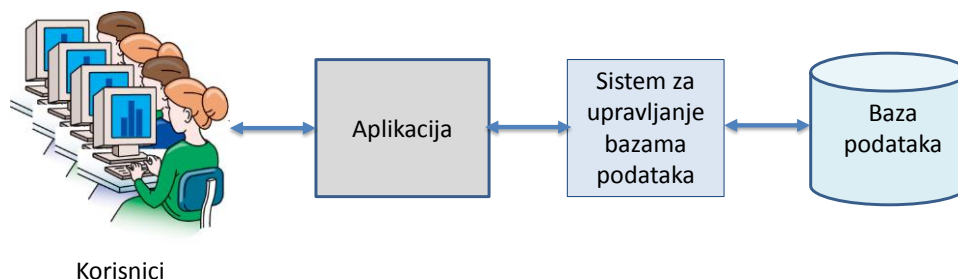 Aplikacija
Sistem za
upravljanje
bazama
podataka
Baza
podataka
Korisnici